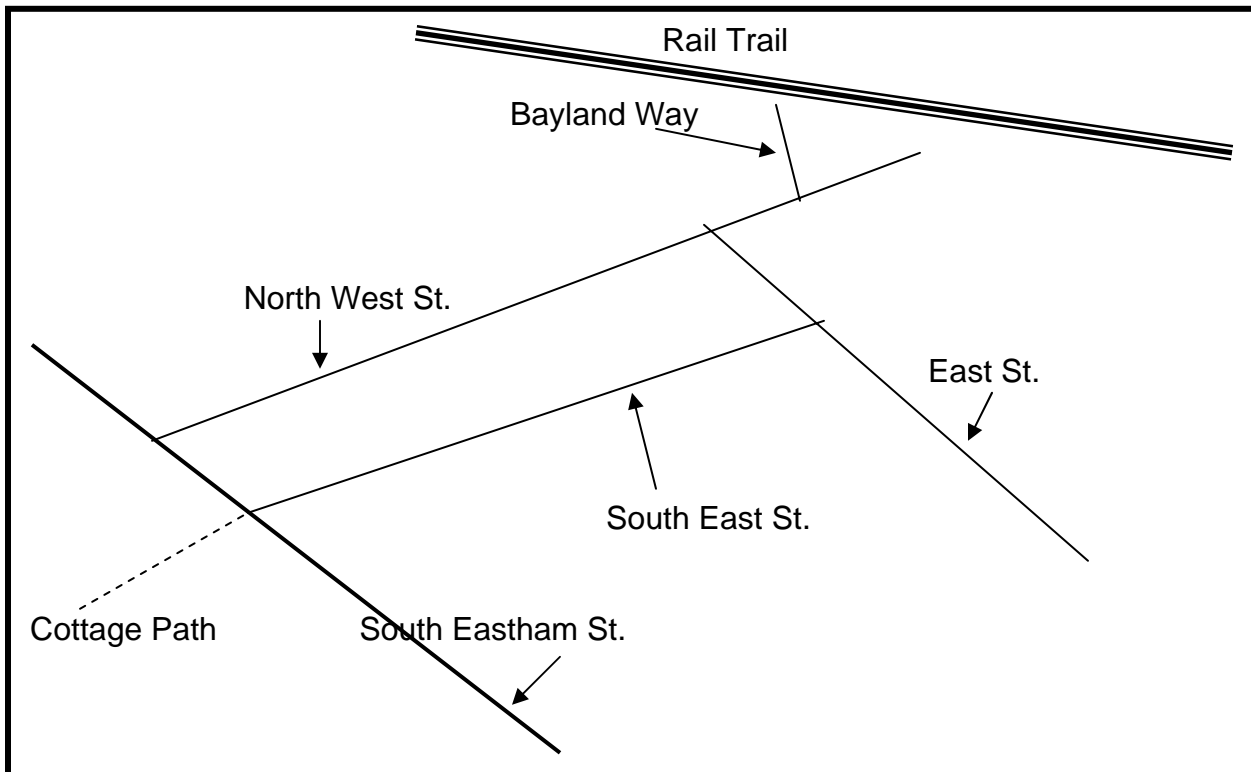 Rail Trail
Bayland Way
North West St.
East St.
South East St.
Cottage Path
South Eastham St.